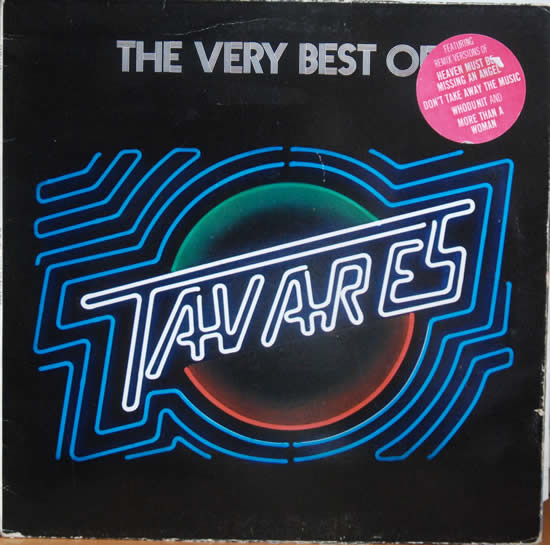 THE VERY BEST OF
FEATURING
REMIX VERSIONS OF
HEAVEN MUST BE
MISSING AN ANGEL
DON'T TAKE AWAY THE MUSIC
WHODUNIT AND
MORE THAN A
WOMAN
TAVARES